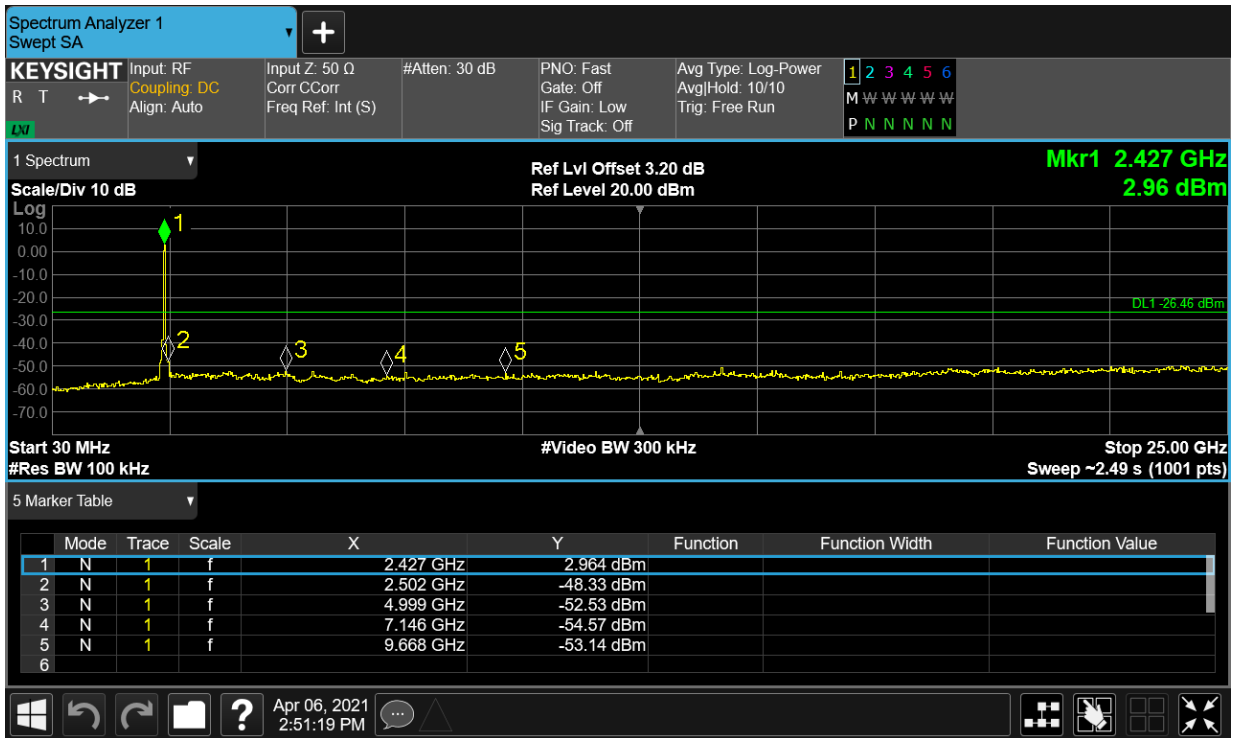 Spectrum Analyzer 1
Swept SA
KEYSIGHT
R T
LXI
Input: RF
Coupling: DC
Align: Auto
Input Z: 50 Ω
Corr CCorr
Freq Ref: Int (S)
#Atten: 30 dB
PNO: Fast
Gate: Off
IF Gain: Low
Sig Track: Off
Avg Type: Log-Power
Avg|Hold: 10/10
Trig: Free Run
1 2 3 4 5 6
M W W W W W
P N N N N N
1 Spectrum
Scale/Div 10 dB
Ref Lvl Offset 3.20 dB
Ref Level 20.00 dBm
Mkr1 2.427 GHz
2.96 dBm
Log
10.0
0.00
-10.0
-20.0
-30.0
-40.0
-50.0
-60.0
-70.0
1
2
3
4
5
DL1 -26.46 dBm
Start 30 MHz
#Res BW 100 kHz
#Video BW 300 kHz
Stop 25.00 GHz
Sweep ~2.49 s (1001 pts)
5 Marker Table
Mode Trace Scale X Y Function Function Width Function Value
1 N 1 f 2.427 GHz 2.964 dBm
2 N 1 f 2.502 GHz -48.33 dBm
3 N 1 f 4.999 GHz -52.53 dBm
4 N 1 f 7.146 GHz -54.57 dBm
5 N 1 f 9.668 GHz -53.14 dBm
6
?
Apr 06, 2021
2:51:19 PM